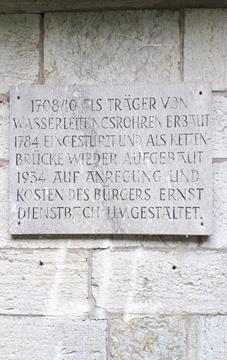 1708/10 ALS TRÄGER VON
WASSERLEITUNGSROHREN ERBAUT
1784 EINGESTÜRZT UND ALS KETTEN-
BRÜCKE WIEDER AUFGEBAUT
1934 AUF ANREGUNG UND
KOSTEN DES BÜRGERS ERNST
DIENSTBACH UMGESTALTET.